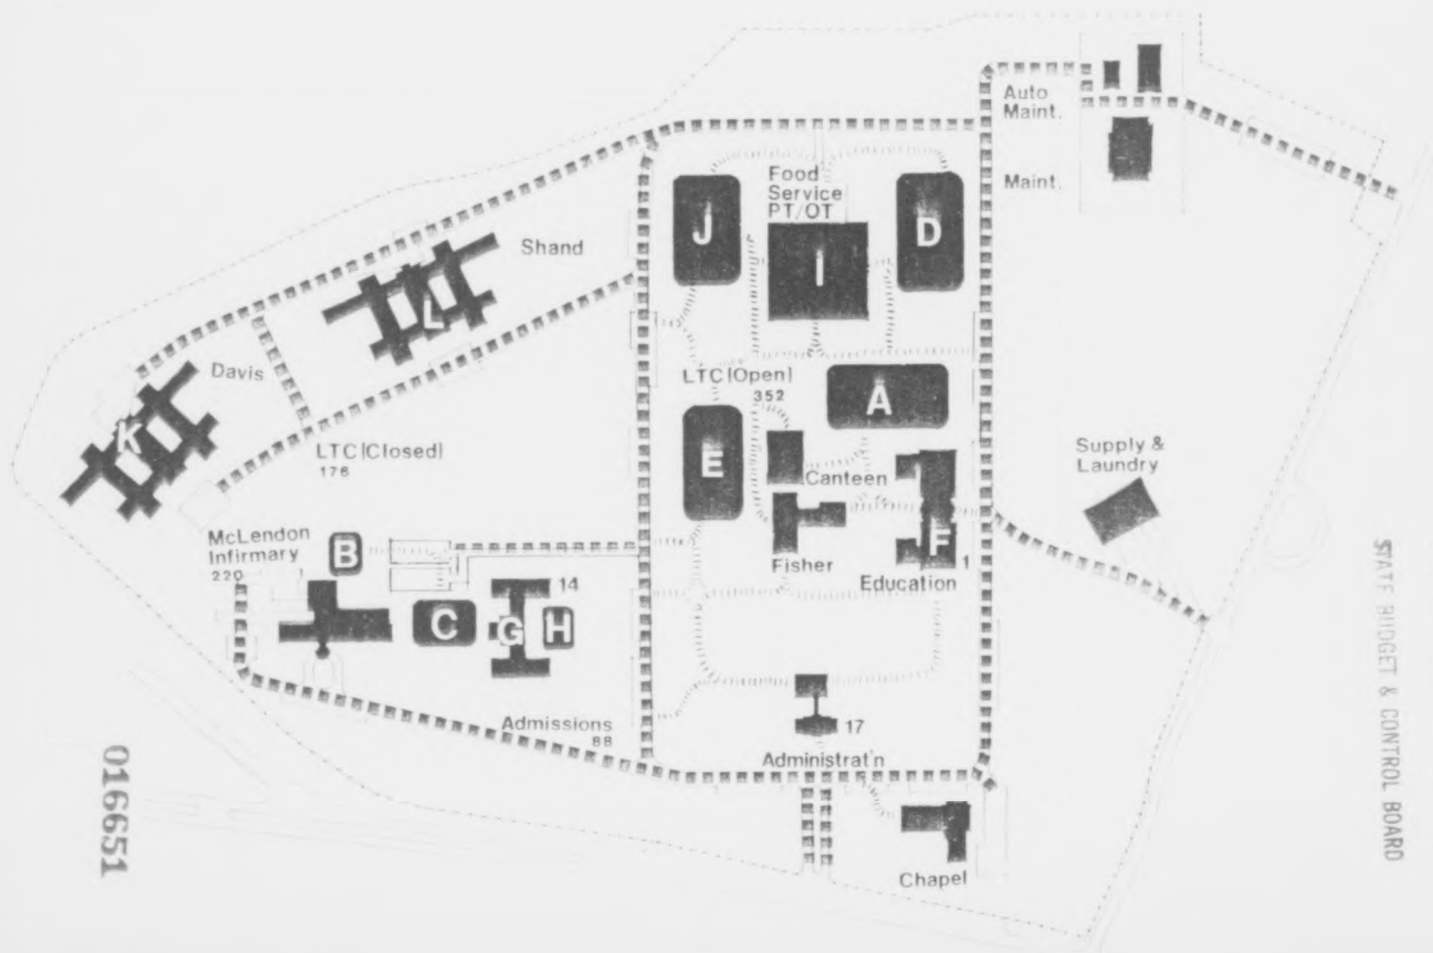 Auto
Maint.
Maint.
Food
Service
PT/OT
J
I
D
Shand
L
Davis
K
LTC (Open)
352
A
E
LTC (Closed)
176
Canteen
Supply &
Laundry
McLendon
Infirmary
220
B
Fisher
F
1
Education
14
C
G
H
Admissions
88
17
Administrat'n
Chapel
016651
STATE BUDGET & CONTROL BOARD